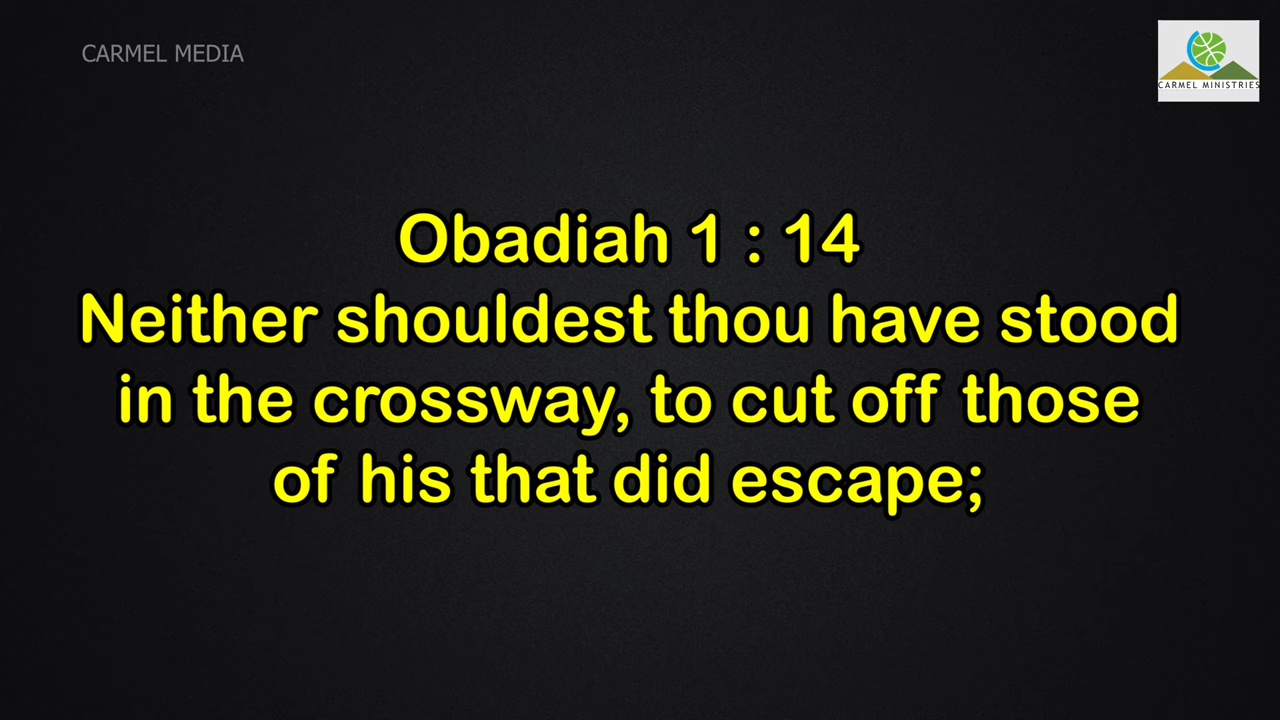 CARMEL MEDIA
CARMEL MINISTRIES
Obadiah 1 : 14
Neither shouldest thou have stood
in the crossway, to cut off those
of his that did escape;